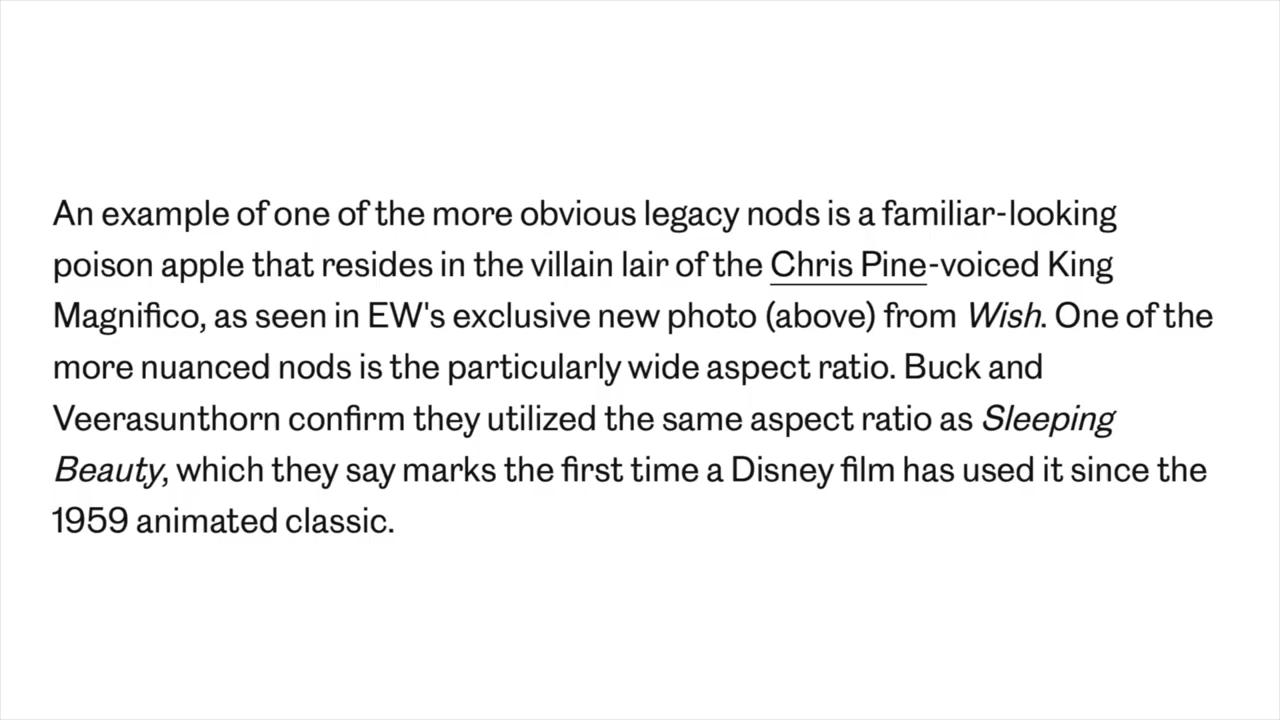 An example of one of the more obvious legacy nods is a familiar-looking
poison apple that resides in the villain lair of the Chris Pine-voiced King
Magnifico, as seen in EW's exclusive new photo (above) from Wish. One of the
more nuanced nods is the particularly wide aspect ratio. Buck and
Veerasunthorn confirm they utilized the same aspect ratio as Sleeping
Beauty, which they say marks the first time a Disney film has used it since the
1959 animated classic.